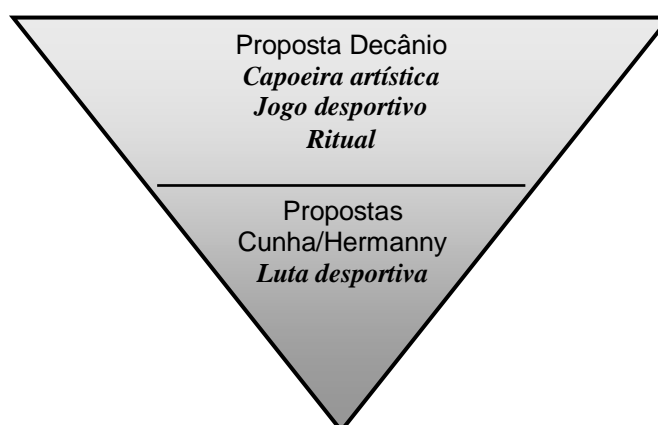 Proposta Decânio
Capoeira artística
Jogo desportivo
Ritual
Propostas
Cunha/Hermanny
Luta desportiva